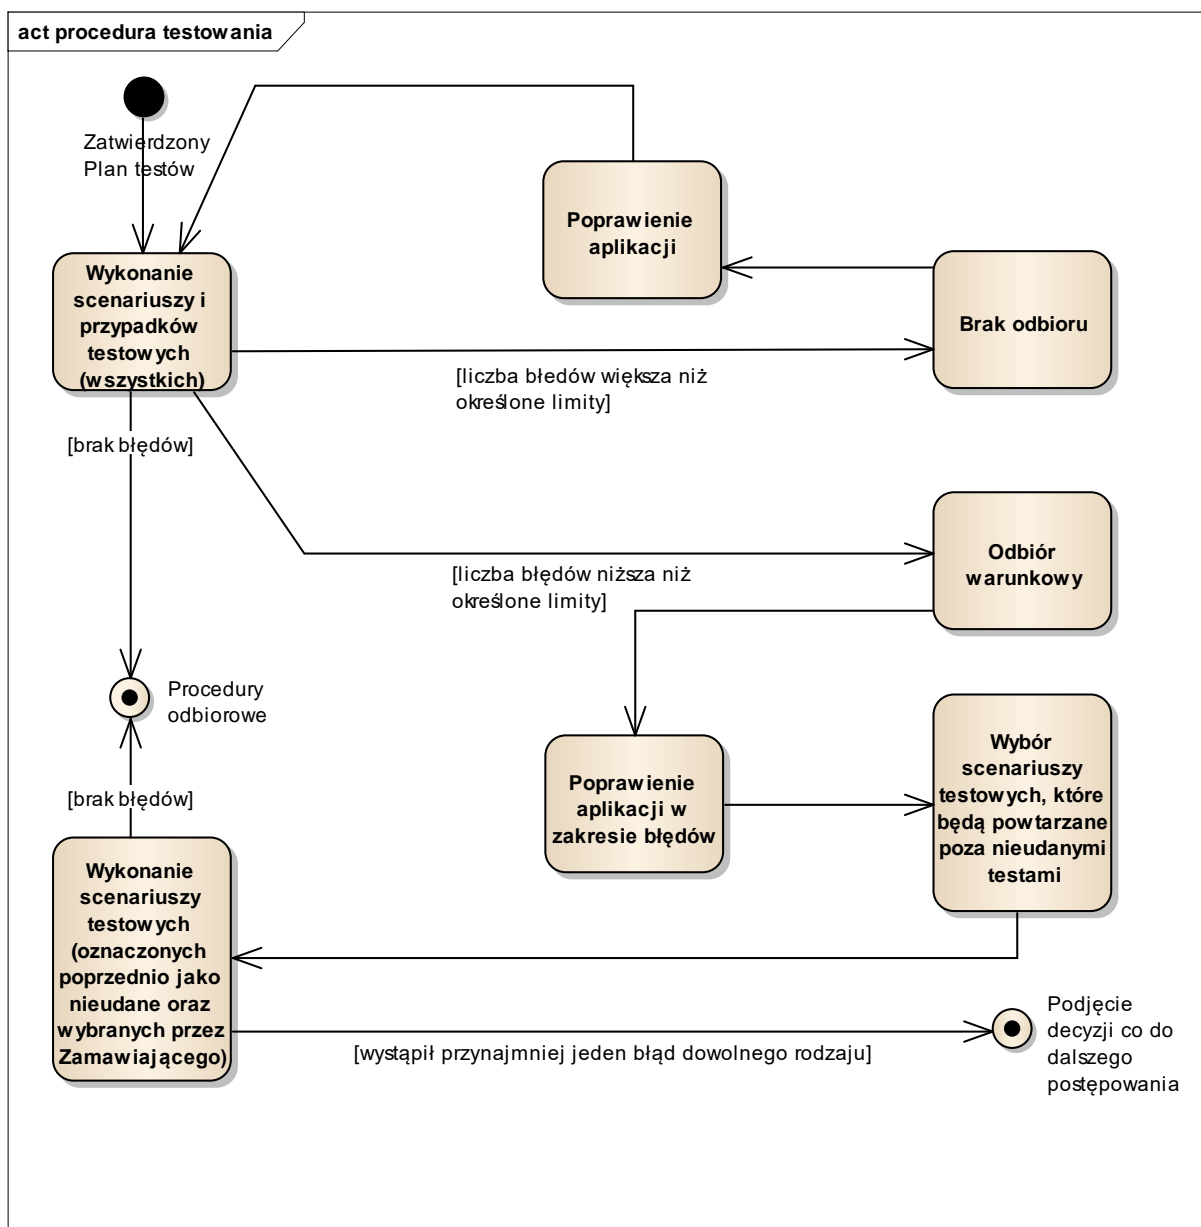 act procedura testowania
Zatwierdzony
Plan testów
Poprawienie
aplikacji
Wykonanie
scenariuszy i
przypadków
testowych
(wszystkich)
Brak odbioru
[liczba błedów większa niż
określone limity]
[brak błędów]
Odbiór
warunkowy
[liczba błędów niższa niż
określone limity]
Procedury
odbiorowe
Poprawienie
aplikacji w
zakresie błędów
Wybór
scenariuszy
testowych, które
będą powtarzane
poza nieudanymi
testami
[brak błędów]
Wykonanie
scenariuszy
testowych
(oznaczonych
poprzednio jako
nieudane oraz
wybranych przez
Zamawiającego)
[wystąpił przynajmniej jeden błąd dowolnego rodzaju]
Podjęcie
decyzji co do
dalszego
postępowania